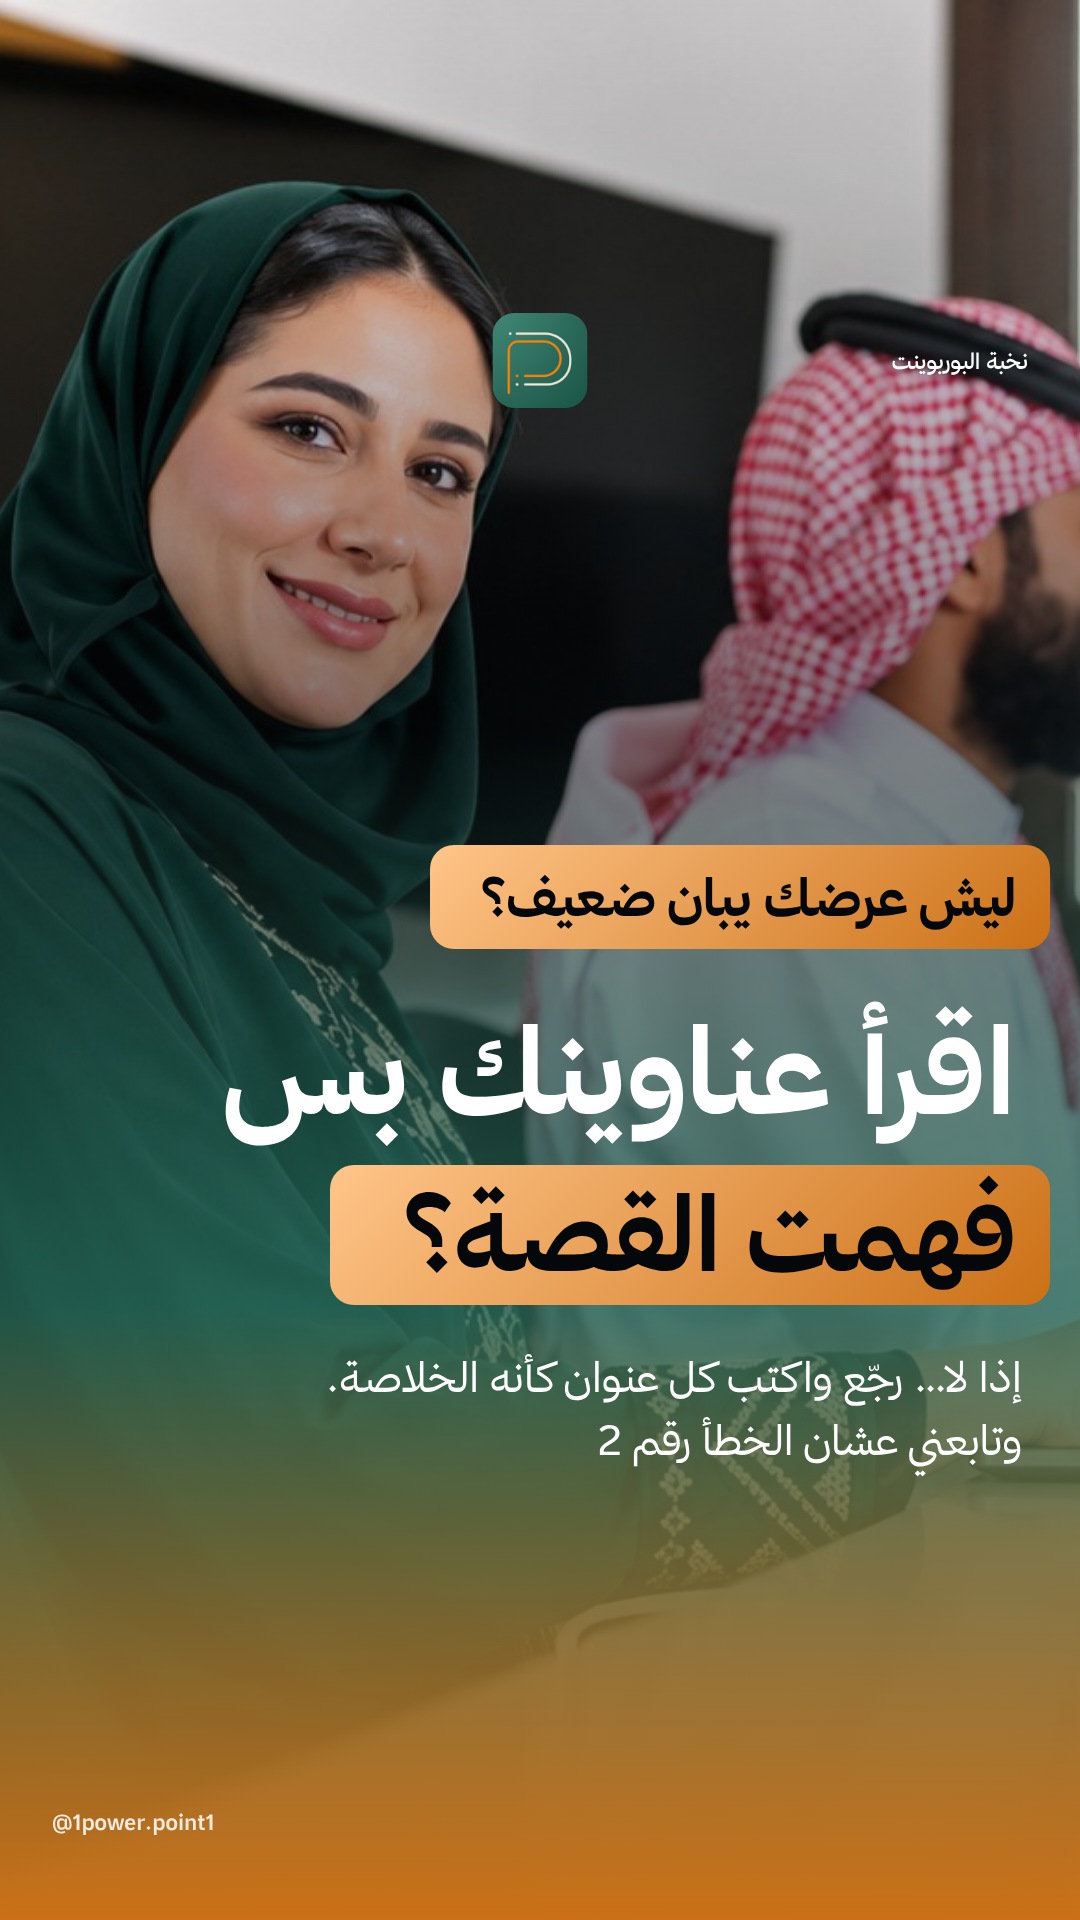 نخبة البوربوينت
ليش عرضك يبان ضعيف؟
اقرأ عناوينك بس
فهمت القصة؟
إذا لا... رجّع واكتب كل عنوان كأنه الخلاصة.
وتابعني عشان الخطأ رقم 2
@1power.point1